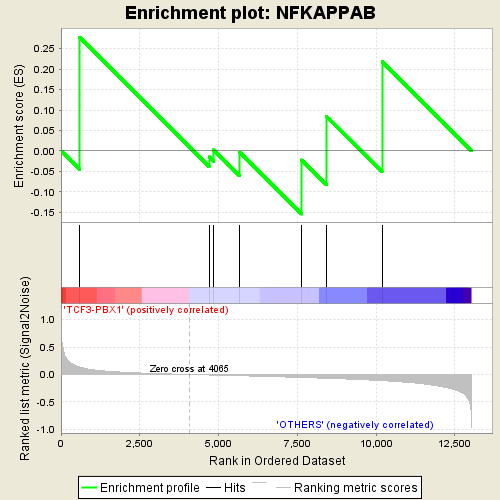 Enrichment plot: NFKAPPAB
Enrichment score (ES)
0.25
0.20
0.15
0.10
0.05
0.00
-0.05
-0.10
-0.15
'TCF3-PBX1' (positively correlated)
Ranked list metric (Signal2Noise)
1.0
0.5
0.0
-0.5
-1.0
Zero cross at 4065
'OTHERS' (negatively correlated)
0 2,500 5,000 7,500 10,000 12,500
Rank in Ordered Dataset
Enrichment profile Hits Ranking metric scores